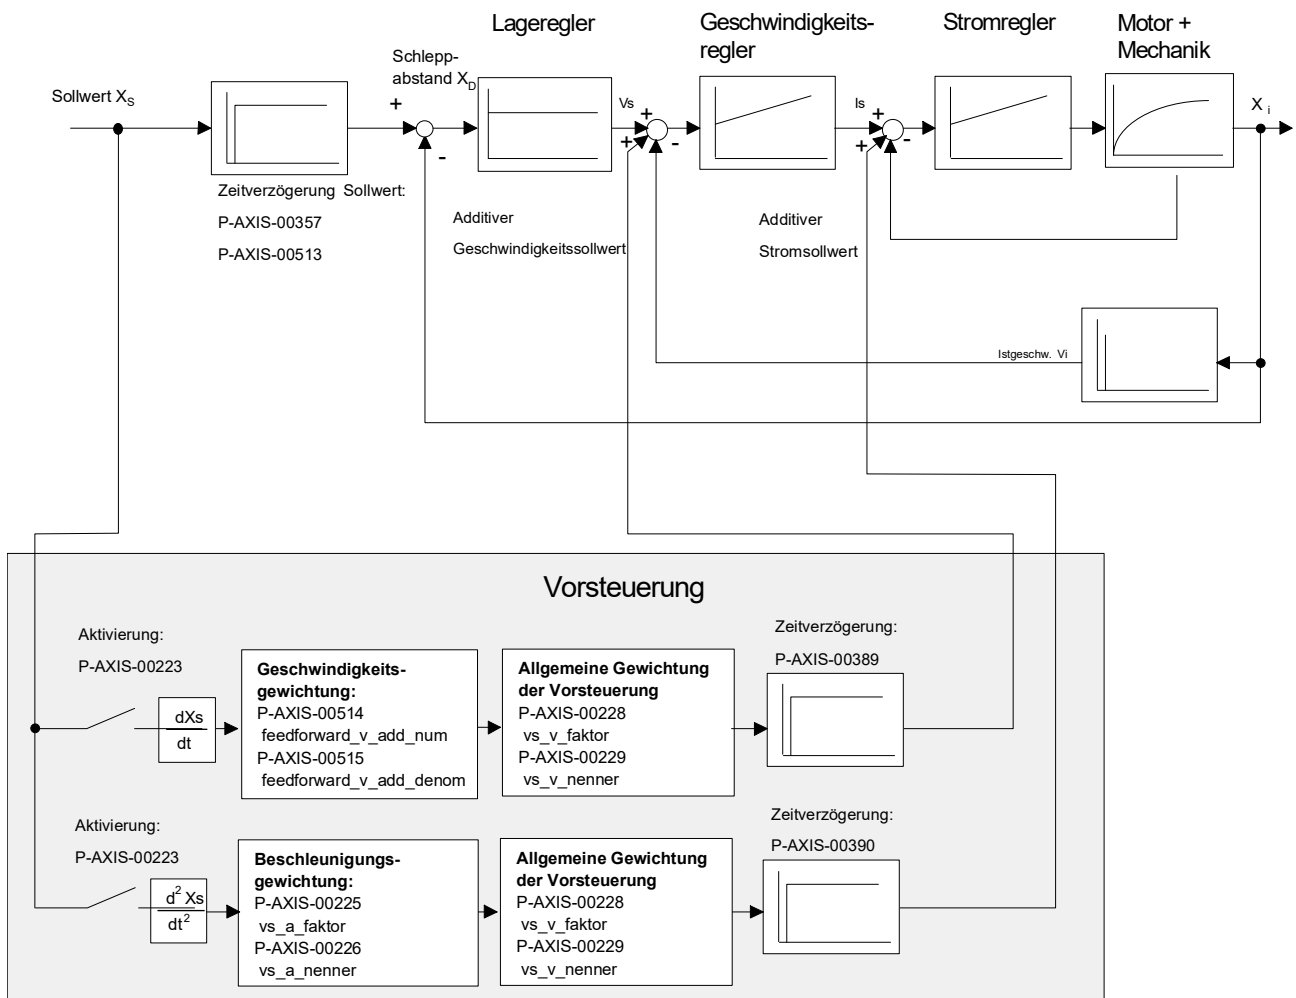 Lageregler
Geschwindigkeits-
regler
Stromregler
Motor +
Mechanik
Schlepp-
abstand X_D
Sollwert X_S
+
-
Vs
+
+
-
Is
+
+
-
X i
Zeitverzögerung Sollwert:
P-AXIS-00357
P-AXIS-00513
Additiver
Geschwindigkeitssollwert
Additiver
Stromsollwert
Istgeschw. Vi
Vorsteuerung
Aktivierung:
P-AXIS-00223
dXs
dt
Geschwindigkeits-
gewichtung:
P-AXIS-00514
feedforward_v_add_num
P-AXIS-00515
feedforward_v_add_denom
Allgemeine Gewichtung
der Vorsteuerung
P-AXIS-00228
vs_v_faktor
P-AXIS-00229
vs_v_nenner
Zeitverzögerung:
P-AXIS-00389
Aktivierung:
P-AXIS-00223
d² Xs
dt²
Beschleunigungs-
gewichtung:
P-AXIS-00225
vs_a_faktor
P-AXIS-00226
vs_a_nenner
Allgemeine Gewichtung
der Vorsteuerung
P-AXIS-00228
vs_v_faktor
P-AXIS-00229
vs_v_nenner
Zeitverzögerung:
P-AXIS-00390